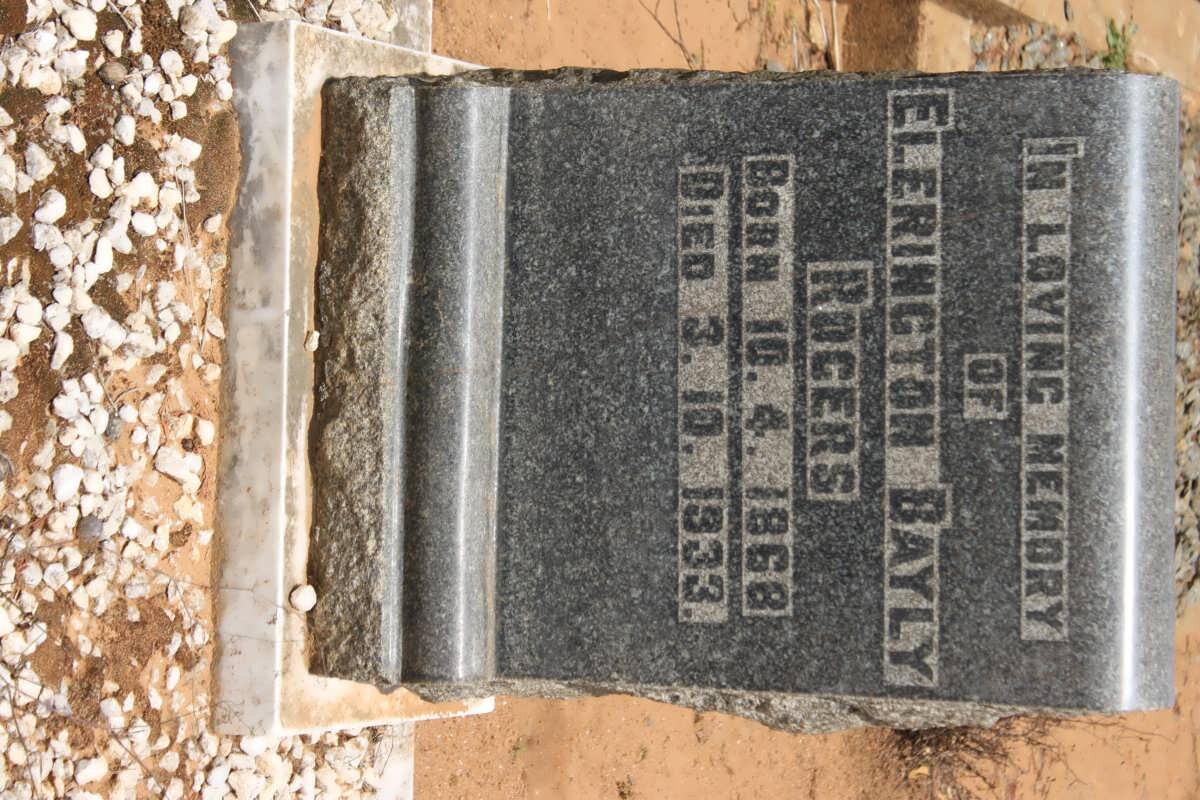 IN LOVING MEMORY
OF
ELERINGTON BAYLY
ROGERS
BORN 10. 4. 1868
DIED 3. 10. 1933.